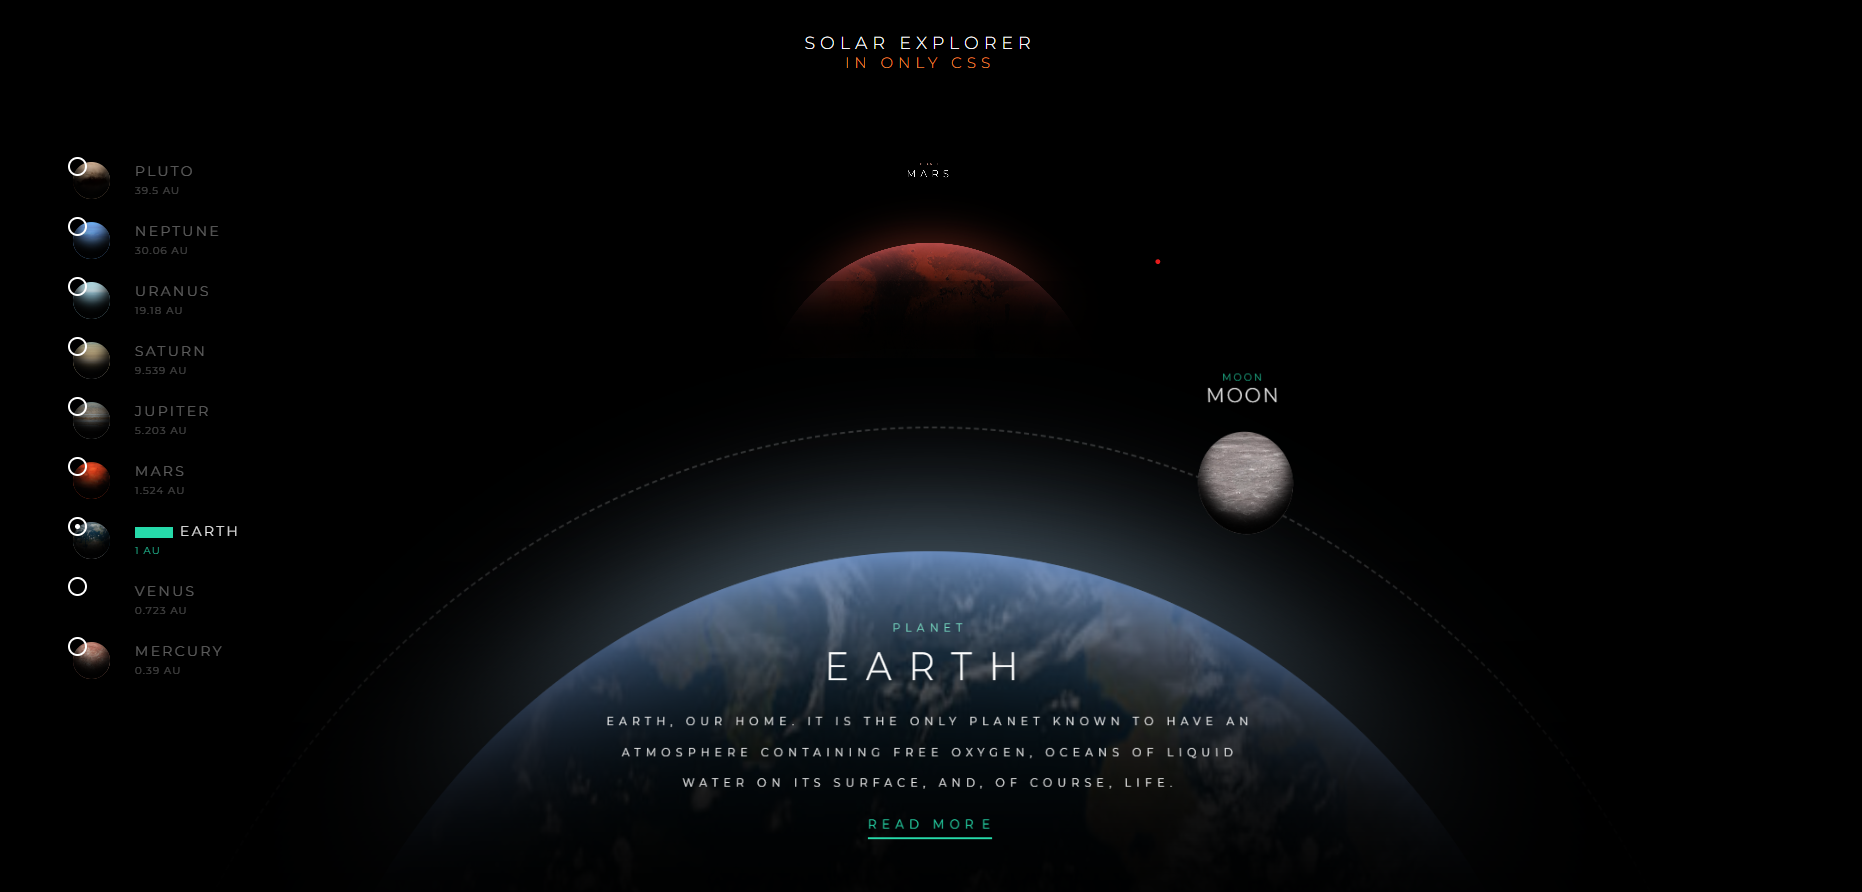 SOLAR EXPLORER
IN ONLY CSS
PLUTO
39.5 AU
NEPTUNE
30.06 AU
URANUS
19.18 AU
SATURN
9.539 AU
JUPITER
5.203 AU
MARS
1.524 AU
EARTH
1 AU
VENUS
0.723 AU
MERCURY
0.39 AU
MARS
MOON
MOON
PLANET
EARTH
EARTH, OUR HOME. IT IS THE ONLY PLANET KNOWN TO HAVE AN
ATMOSPHERE CONTAINING FREE OXYGEN, OCEANS OF LIQUID
WATER ON ITS SURFACE, AND, OF COURSE, LIFE.
READ MORE